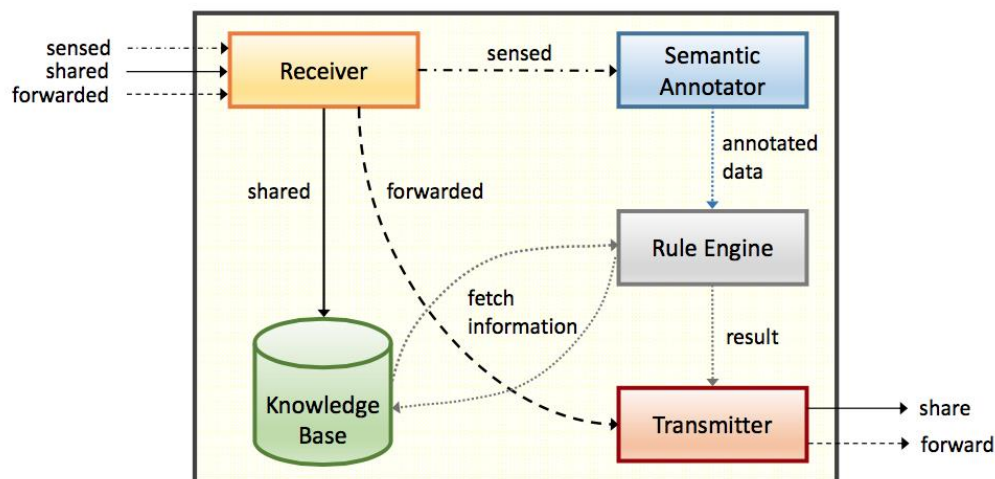 sensed
shared
forwarded
Receiver
sensed
Semantic
Annotator
annotated
data
shared
forwarded
Rule Engine
fetch
information
result
Knowledge
Base
Transmitter
share
forward